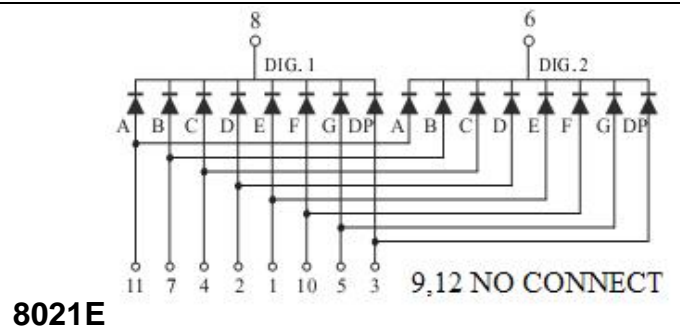 8 6
DIG.1 DIG.2
A B C D E F G DP A B C D E F G DP
11 7 4 2 1 10 5 3 9,12 NO CONNECT
8021E